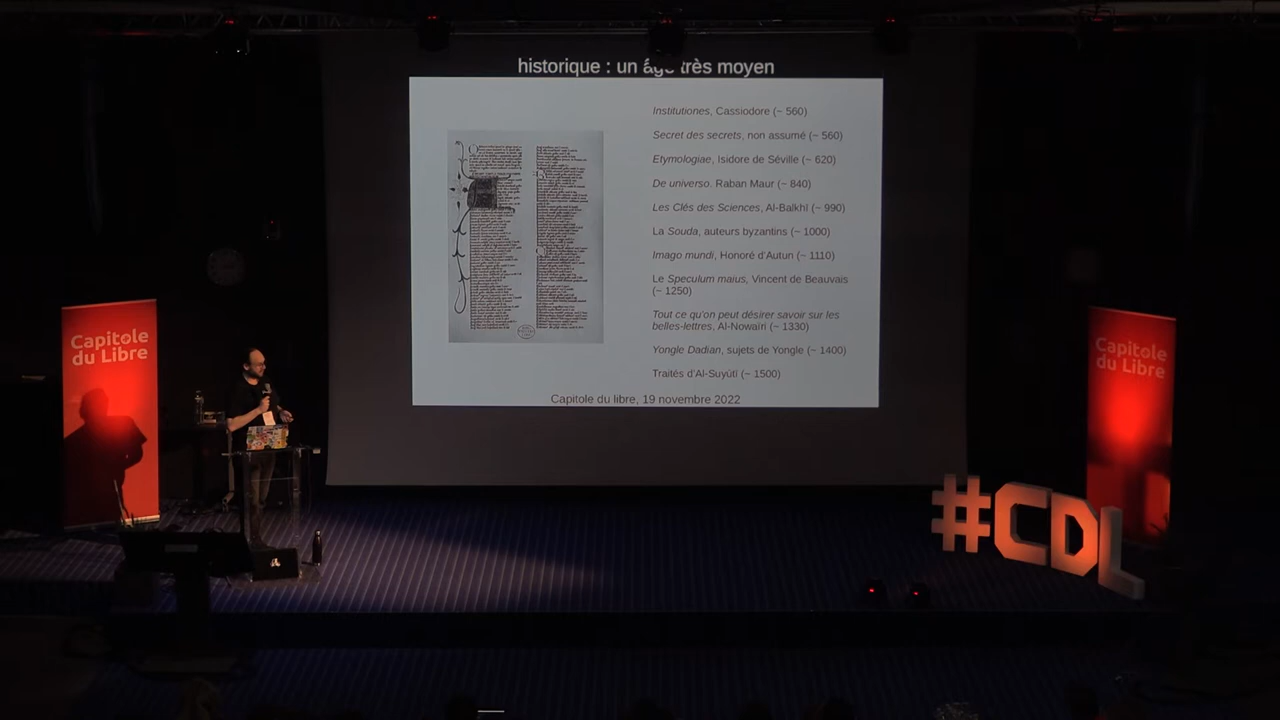 historique : un âge très moyen
Institutiones, Cassiodore (~ 560)
Secret des secrets, non assumé (~ 560)
Etymologiae, Isidore de Séville (~ 620)
De universo. Raban Maur (~ 840)
Les Clés des Sciences, Al-Balkhî (~ 990)
La Souda, auteurs byzantins (~ 1000)
Imago mundi, Honoré d'Autun (~ 1110)
Le Speculum maius, Vincent de Beauvais
(~ 1250)
Tout ce qu'on peut désirer savoir sur les
belles-lettres, Al-Nowaïri (~ 1330)
Yongle Dadian, sujets de Yongle (~ 1400)
Traités d'Al-Suyûtî (~ 1500)
Capitole du libre, 19 novembre 2022
Capitole
du Libre
Capitole
du Libre
#CDL